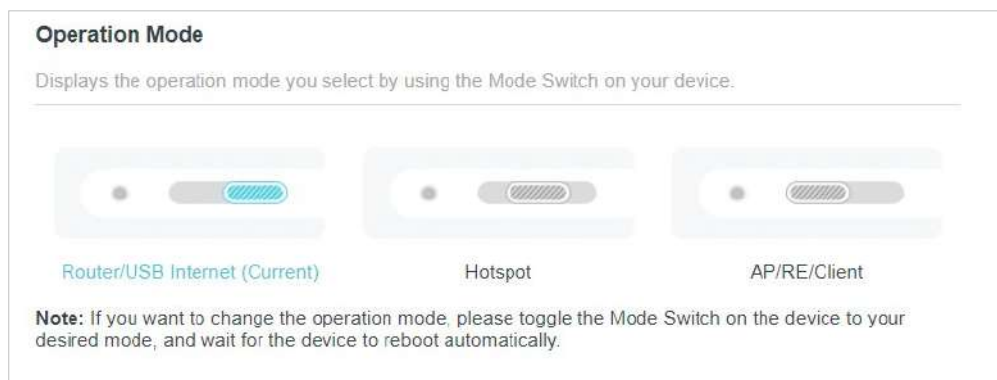 Operation Mode
Displays the operation mode you select by using the Mode Switch on your device.
Router/USB Internet (Current)
Hotspot
AP/RE/Client
Note: If you want to change the operation mode, please toggle the Mode Switch on the device to your
desired mode, and wait for the device to reboot automatically.